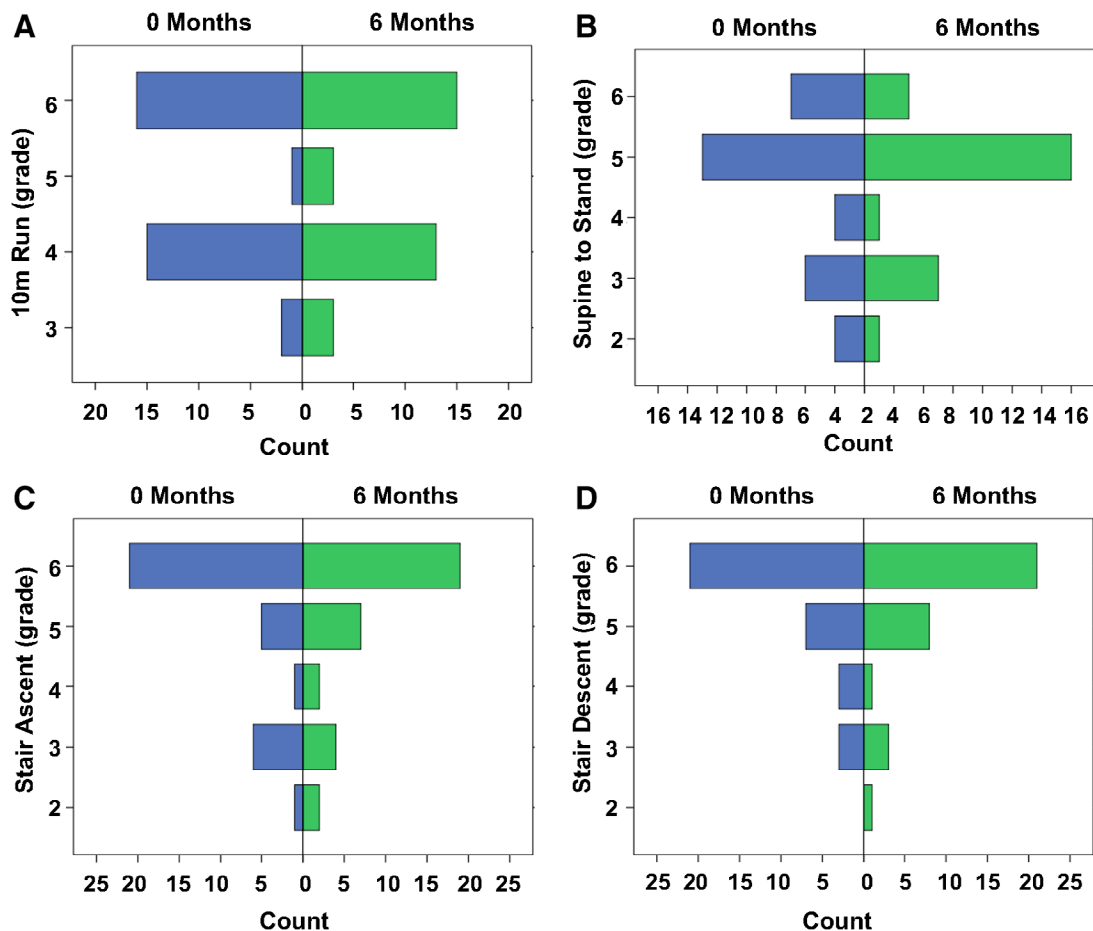 A
0 Months 6 Months
10m Run (grade)
6
5
4
3
20 15 10 5 0 5 10 15 20
Count
B
0 Months 6 Months
Supine to Stand (grade)
6
5
4
3
2
16 14 12 10 8 6 4 2 2 4 6 8 10 12 14 16
Count
C
0 Months 6 Months
Stair Ascent (grade)
6
5
4
3
2
25 20 15 10 5 0 5 10 15 20 25
Count
D
0 Months 6 Months
Stair Descent (grade)
6
5
4
3
2
25 20 15 10 5 0 5 10 15 20 25
Count